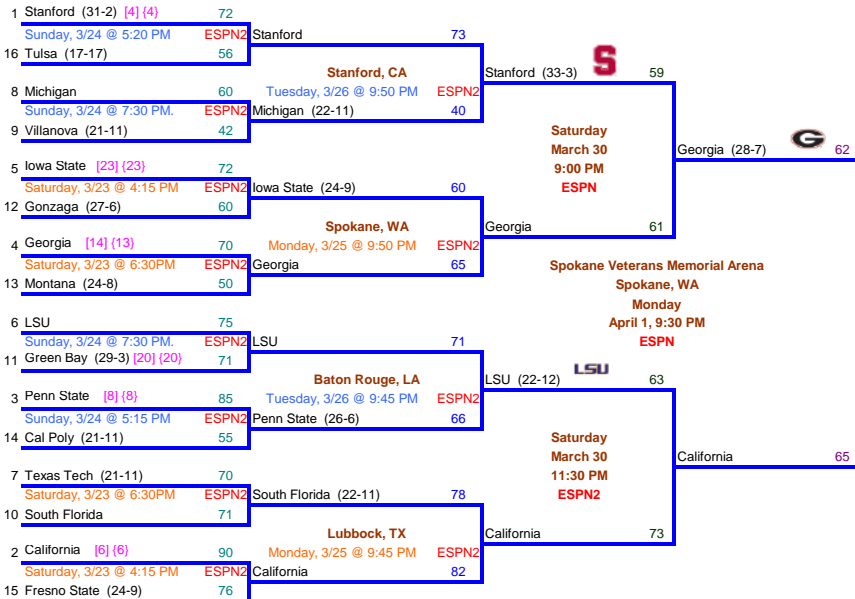 1 Stanford (31-2) [4] {4} 72
Sunday, 3/24 @ 5:20 PM ESPN2
16 Tulsa (17-17) 56
8 Michigan 60
Sunday, 3/24 @ 7:30 PM. ESPN2
9 Villanova (21-11) 42
5 Iowa State [23] {23} 72
Saturday, 3/23 @ 4:15 PM ESPN2
12 Gonzaga (27-6) 60
4 Georgia [14] {13} 70
Saturday, 3/23 @ 6:30PM ESPN2
13 Montana (24-8) 50
6 LSU 75
Sunday, 3/24 @ 7:30 PM. ESPN2
11 Green Bay (29-3) [20] {20} 71
3 Penn State [8] {8} 85
Sunday, 3/24 @ 5:15 PM ESPN2
14 Cal Poly (21-11) 55
7 Texas Tech (21-11) 70
Saturday, 3/23 @ 6:30PM ESPN2
10 South Florida 71
2 California [6] {6} 90
Saturday, 3/23 @ 4:15 PM ESPN2
15 Fresno State (24-9) 76
Stanford 73
Stanford, CA
Tuesday, 3/26 @ 9:50 PM ESPN2
Michigan (22-11) 40
Iowa State (24-9) 60
Spokane, WA
Monday, 3/25 @ 9:50 PM ESPN2
Georgia 65
LSU 71
Baton Rouge, LA
Tuesday, 3/26 @ 9:45 PM ESPN2
Penn State (26-6) 66
South Florida (22-11) 78
Lubbock, TX
Monday, 3/25 @ 9:45 PM ESPN2
California 82
S
Stanford (33-3) 59
Saturday
March 30
9:00 PM
ESPN
Georgia 61
LSU
LSU (22-12) 63
Saturday
March 30
11:30 PM
ESPN2
California 73
G
Georgia (28-7) 62
Spokane Veterans Memorial Arena
Spokane, WA
Monday
April 1, 9:30 PM
ESPN
California 65